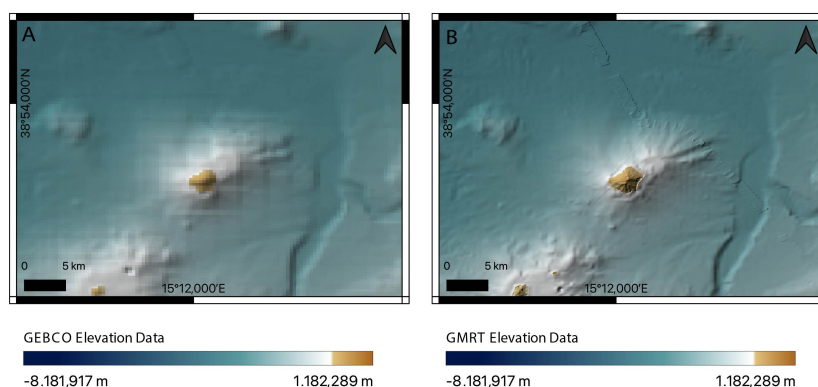 A
38°54,000'N
0 5 km
15°12,000'E
GEBCO Elevation Data
-8.181,917 m 1.182,289 m
B
38°54,000'N
0 5 km
15°12,000'E
GMRT Elevation Data
-8.181,917 m 1.182,289 m